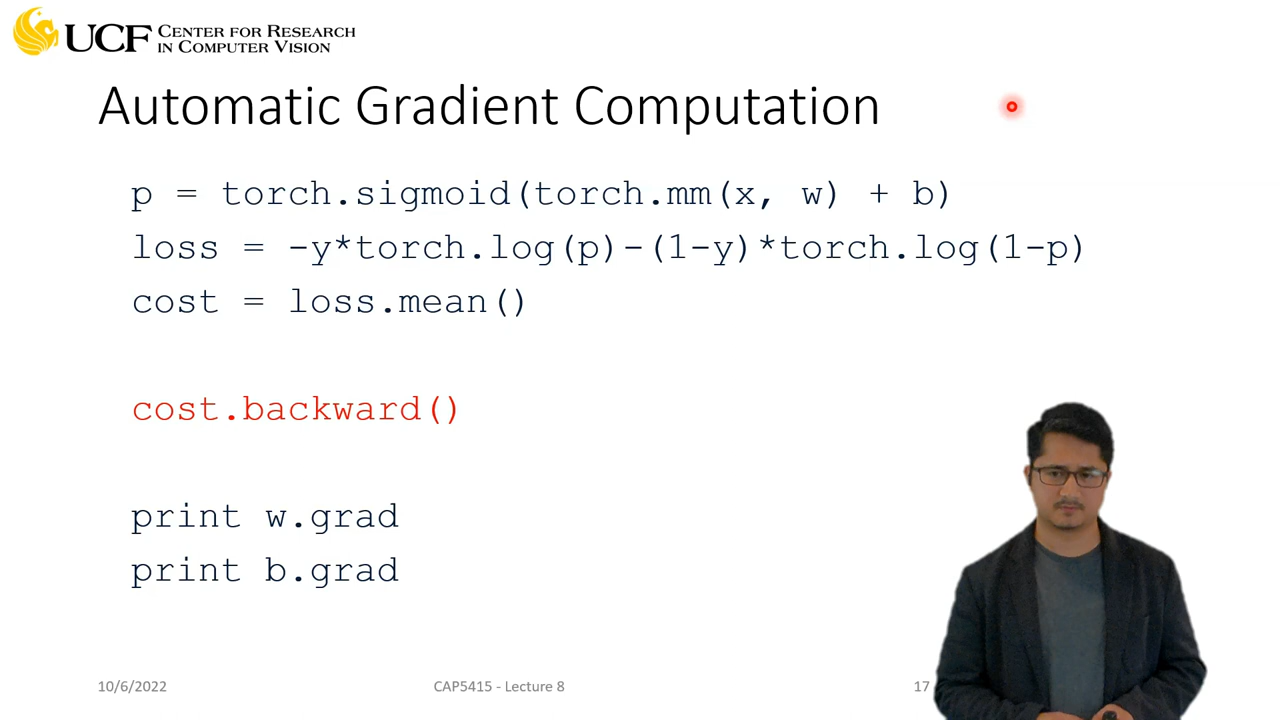 UCF CENTER FOR RESEARCH
IN COMPUTER VISION
Automatic Gradient Computation
p = torch.sigmoid(torch.mm(x, w) + b)
loss = -y*torch.log(p)-(1-y)*torch.log(1-p)
cost = loss.mean()
cost.backward()
print w.grad
print b.grad
10/6/2022
CAP5415 - Lecture 8
17